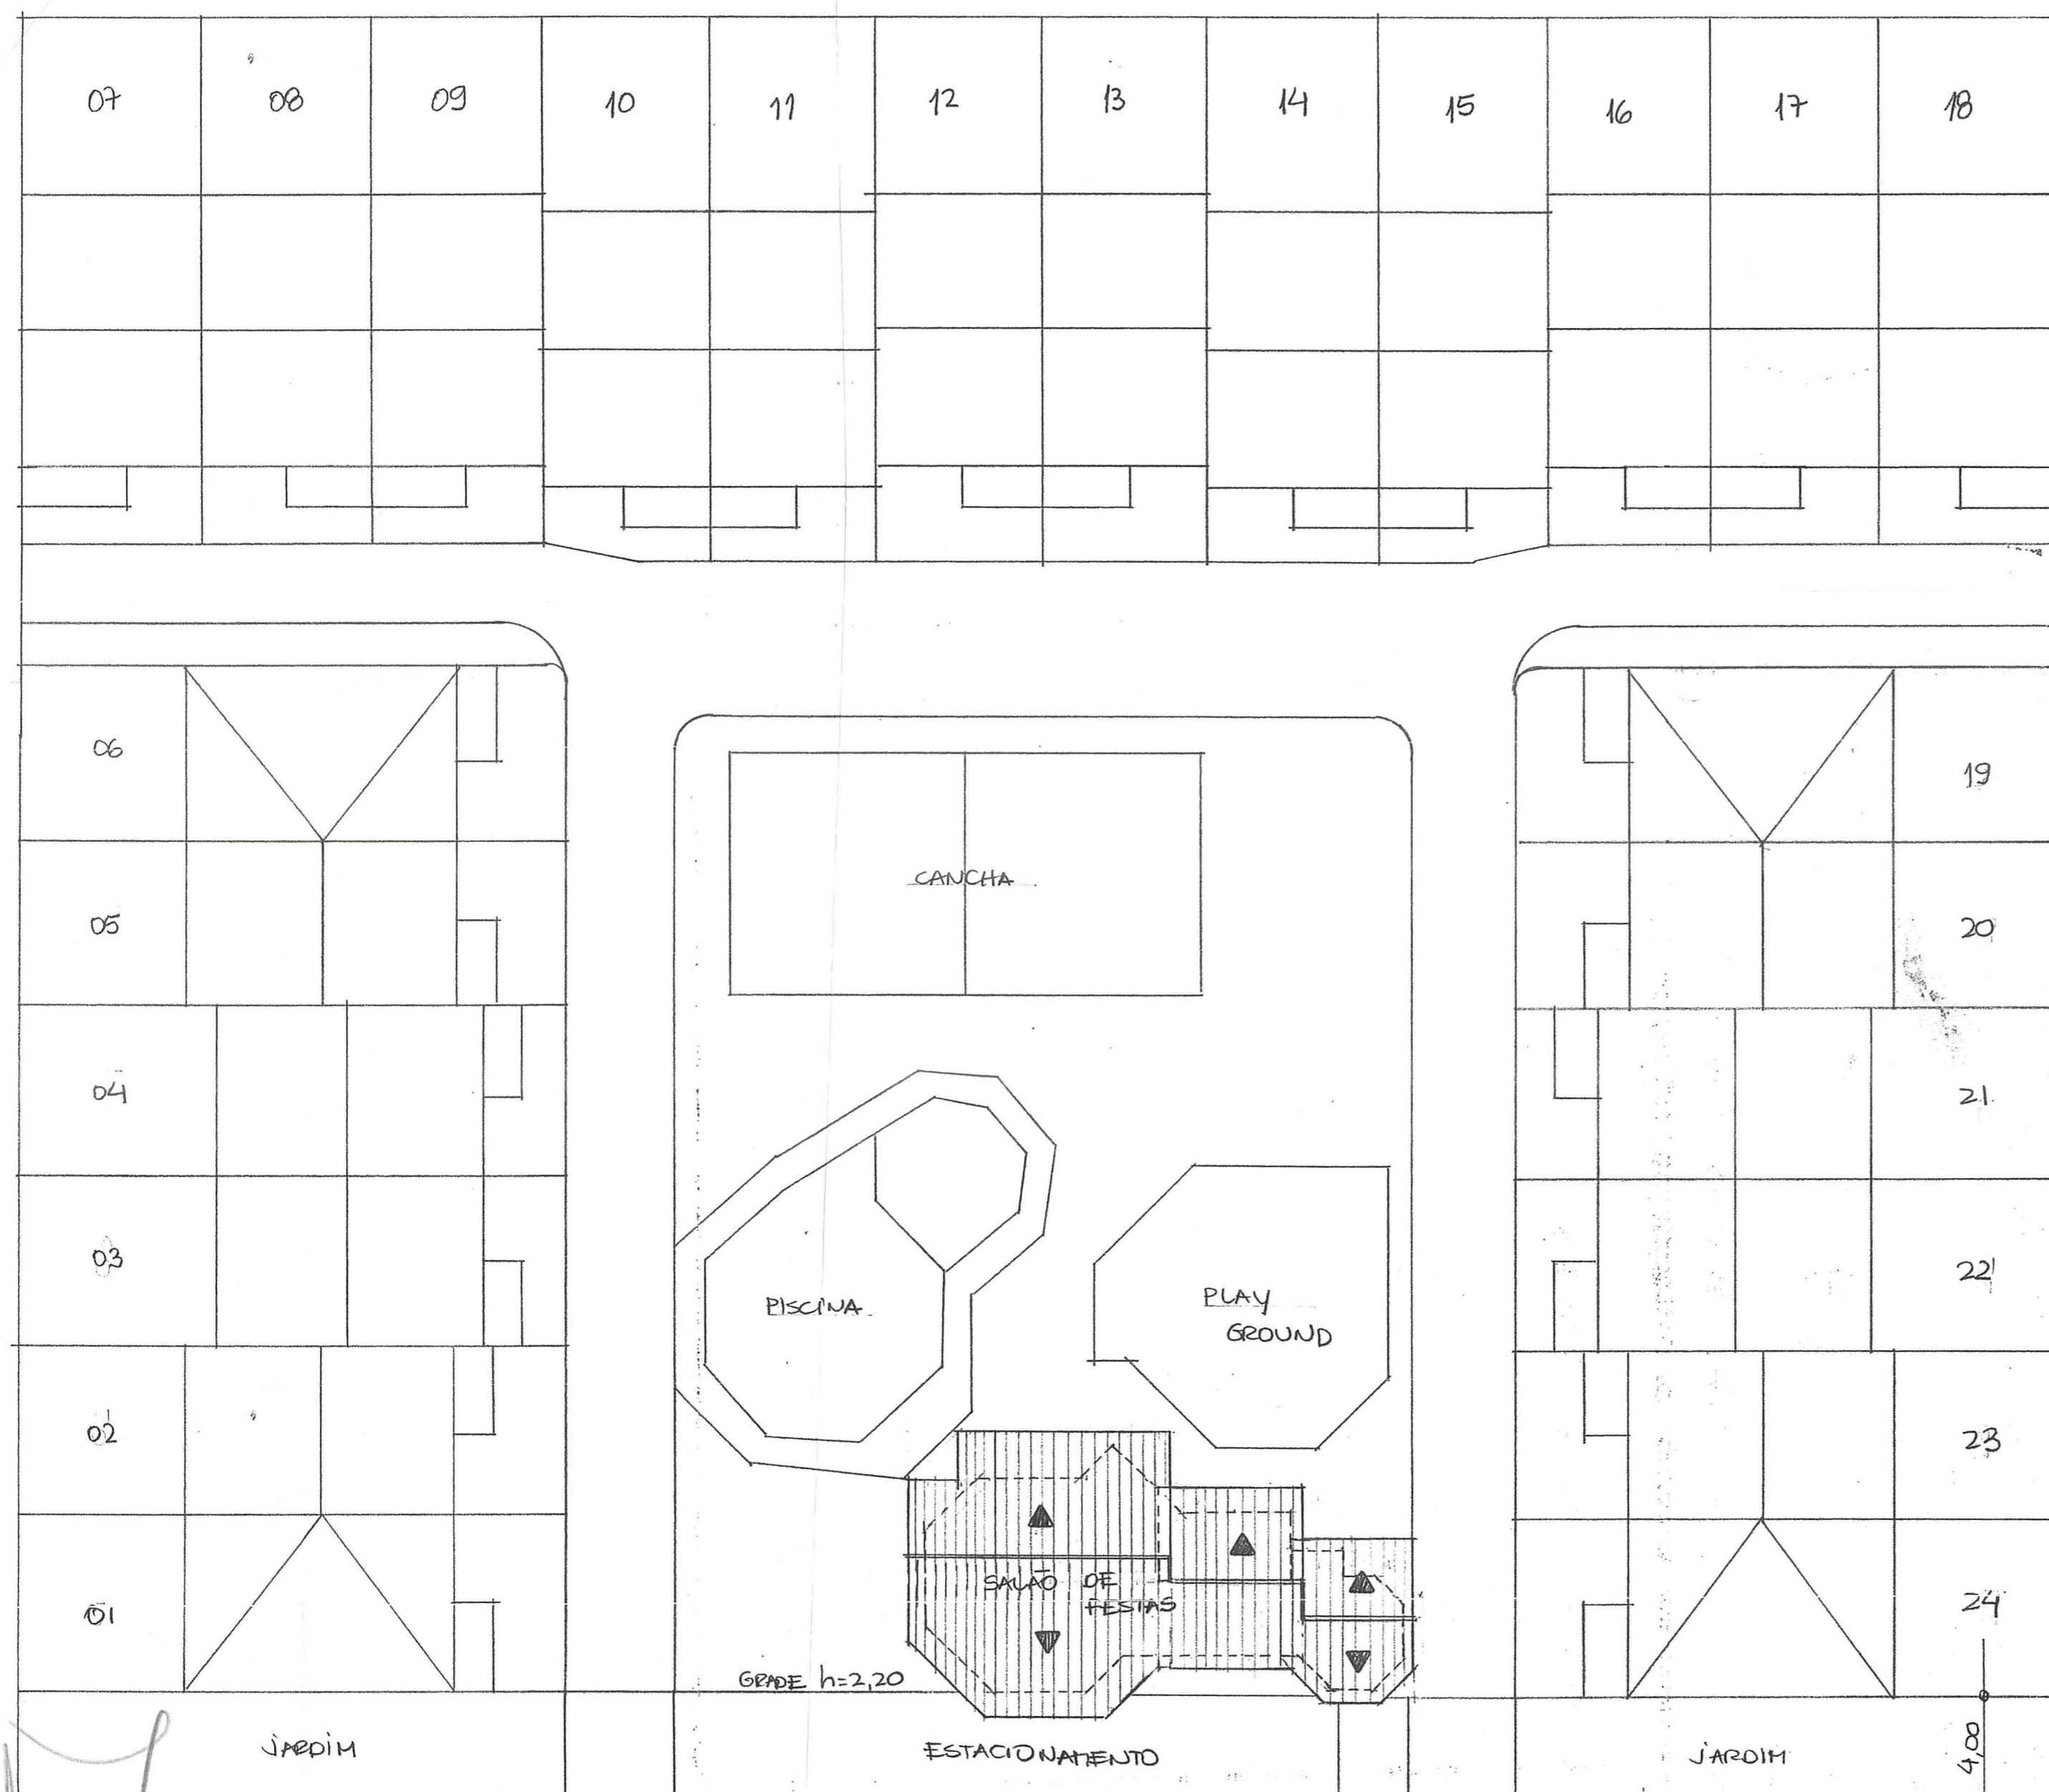 07 08 09 10 11 12 13 14 15 16 17 18
06
19
CANCHA
05
20
04
21
03
22
PISCINA
PLAY
GROUND
02
23
SALÃO DE
FESTAS
01
24
GRADE h=2,20
JARDIM
ESTACIONAMENTO
JARDIM
4,00